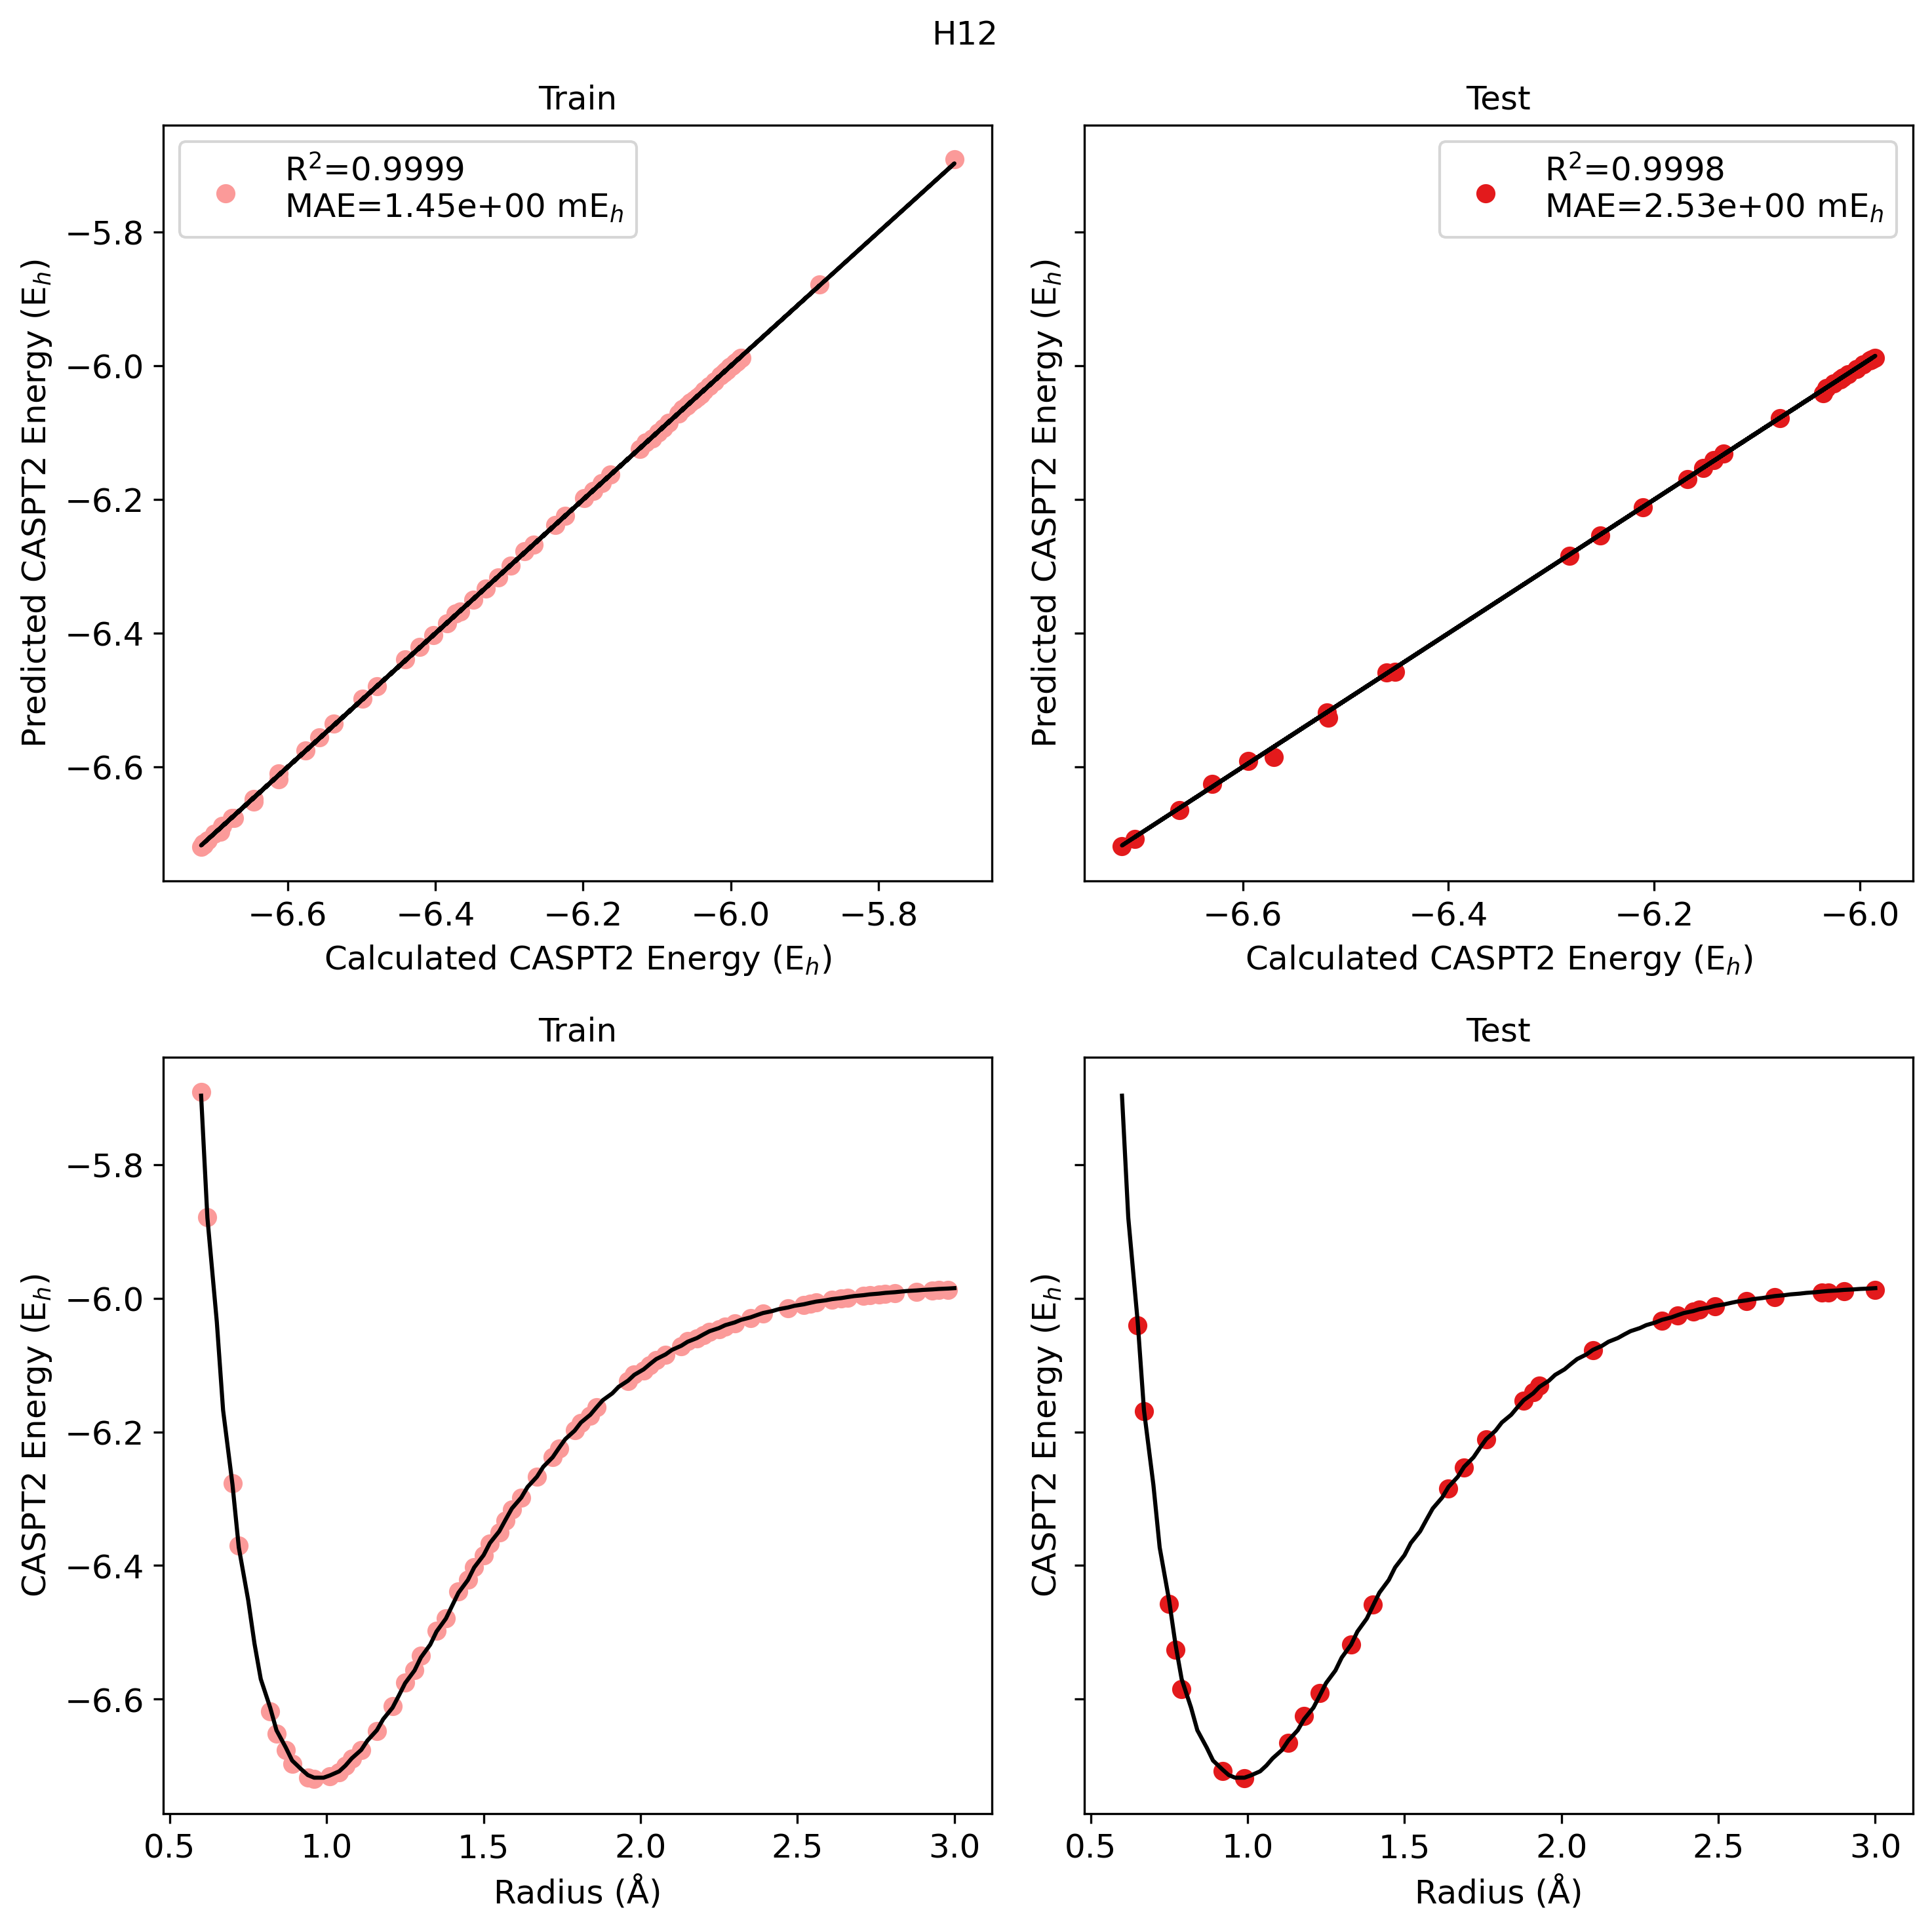 H12
Train
R²=0.9999
MAE=1.45e+00 mEₕ
−5.8
−6.0
−6.2
−6.4
−6.6
Predicted CASPT2 Energy (Eₕ)
−6.6 −6.4 −6.2 −6.0 −5.8
Calculated CASPT2 Energy (Eₕ)
Test
R²=0.9998
MAE=2.53e+00 mEₕ
Predicted CASPT2 Energy (Eₕ)
−6.6 −6.4 −6.2 −6.0
Calculated CASPT2 Energy (Eₕ)
Train
−5.8
−6.0
−6.2
−6.4
−6.6
CASPT2 Energy (Eₕ)
0.5 1.0 1.5 2.0 2.5 3.0
Radius (Å)
Test
CASPT2 Energy (Eₕ)
0.5 1.0 1.5 2.0 2.5 3.0
Radius (Å)